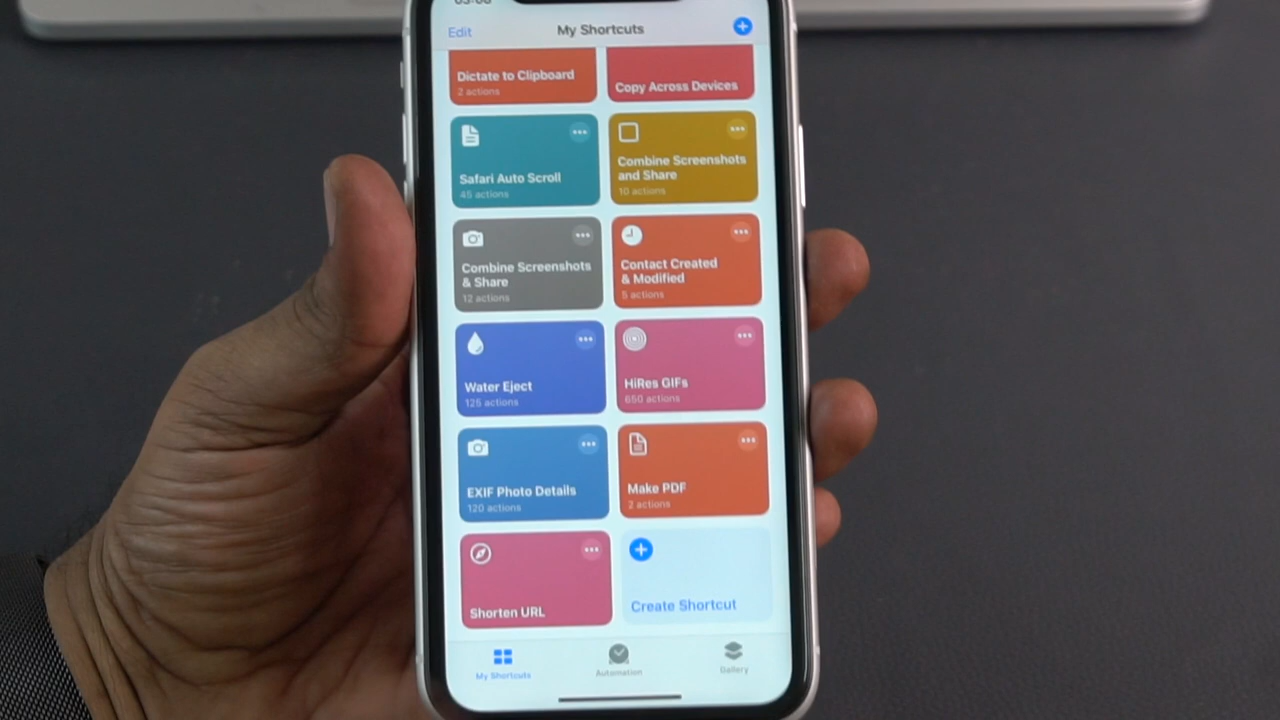 Edit
My Shortcuts
Dictate to Clipboard
2 actions
Copy Across Devices
Safari Auto Scroll
45 actions
Combine Screenshots
and Share
10 actions
Combine Screenshots
& Share
12 actions
Contact Created
& Modified
5 actions
Water Eject
125 actions
HiRes GIFs
650 actions
EXIF Photo Details
120 actions
Make PDF
2 actions
Shorten URL
Create Shortcut
My Shortcuts
Automation
Gallery